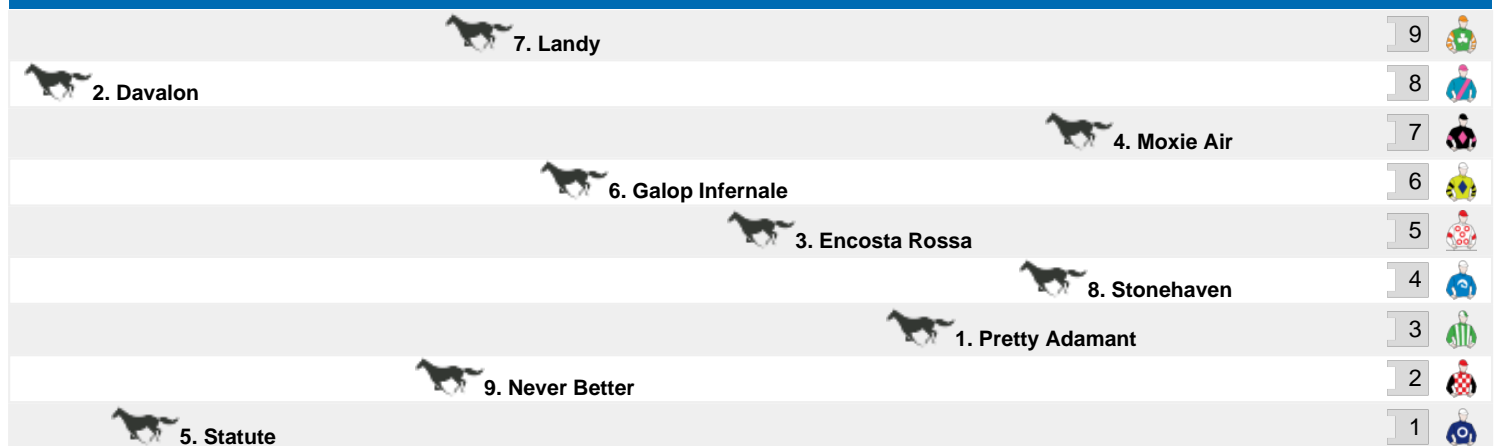 7. Landy 9
2. Davalon 8
4. Moxie Air 7
6. Galop Infernale 6
3. Encosta Rossa 5
8. Stonehaven 4
1. Pretty Adamant 3
9. Never Better 2
5. Statute 1